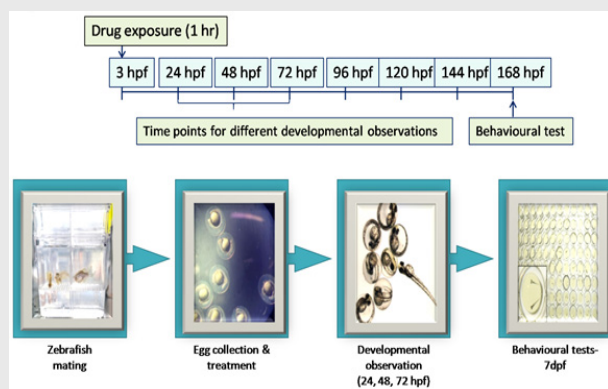 Drug exposure (1 hr)
3 hpf 24 hpf 48 hpf 72 hpf 96 hpf 120 hpf 144 hpf 168 hpf
Time points for different developmental observations Behavioural test
Zebrafish
mating
Egg collection &
treatment
Developmental
observation
(24, 48, 72 hpf)
Behavioural tests-
7dpf